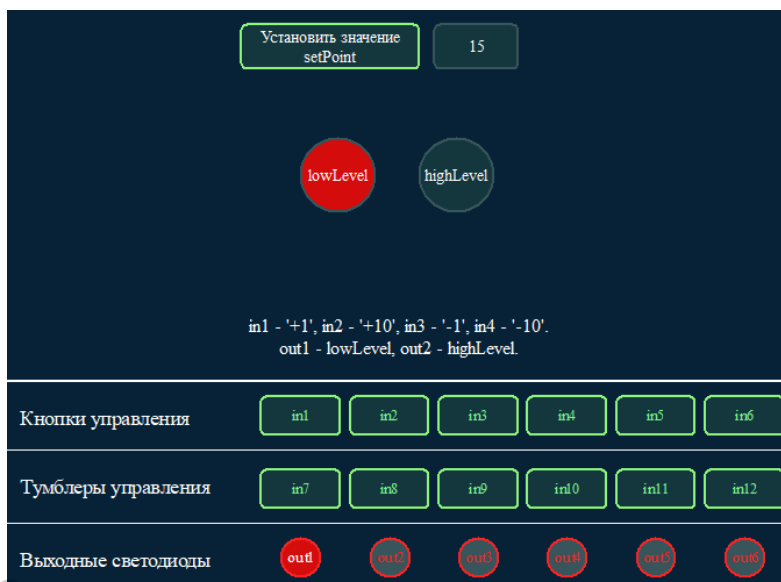 Установить значение
setPoint
15
lowLevel
highLevel
in1 - '+1', in2 - '+10', in3 - '-1', in4 - '-10'.
out1 - lowLevel, out2 - highLevel.
Кнопки управления
in1
in2
in3
in4
in5
in6
Тумблеры управления
in7
in8
in9
in10
in11
in12
Выходные светодиоды
out1
out2
out3
out4
out5
out6